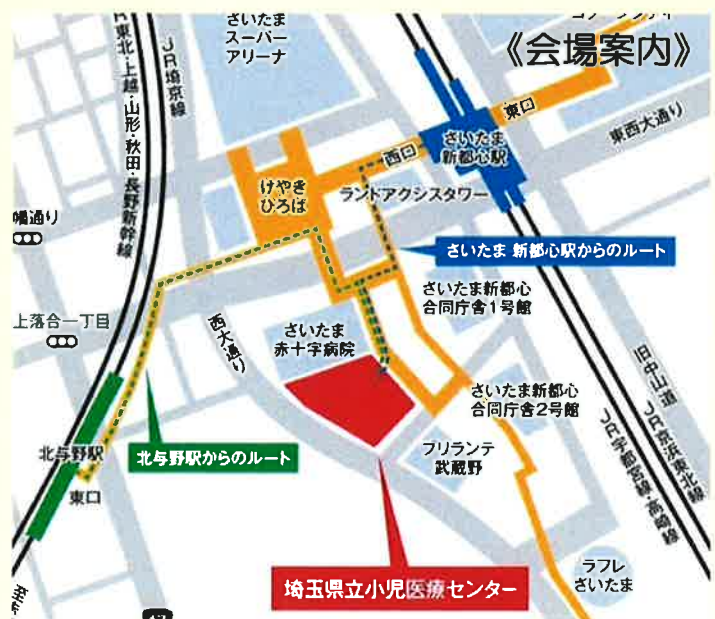 《会場案内》
さいたま
スーパー
アリーナ
JR東北・上越・山形・秋田・長野新幹線
JR埼京線
東口
西口
さいたま
新都心駅
東西大通り
けやき
ひろば
ランドアクシスタワー
さいたま 新都心駅からのルート
さいたま新都心
合同庁舎1号館
上落合一丁目
西大通り
さいたま
赤十字病院
旧中山道
さいたま新都心
合同庁舎2号館
JR京浜東北線
JR宇都宮線・高崎線
北与野駅
東口
北与野駅からのルート
ブリランテ
武蔵野
ラフレ
さいたま
埼玉県立小児医療センター